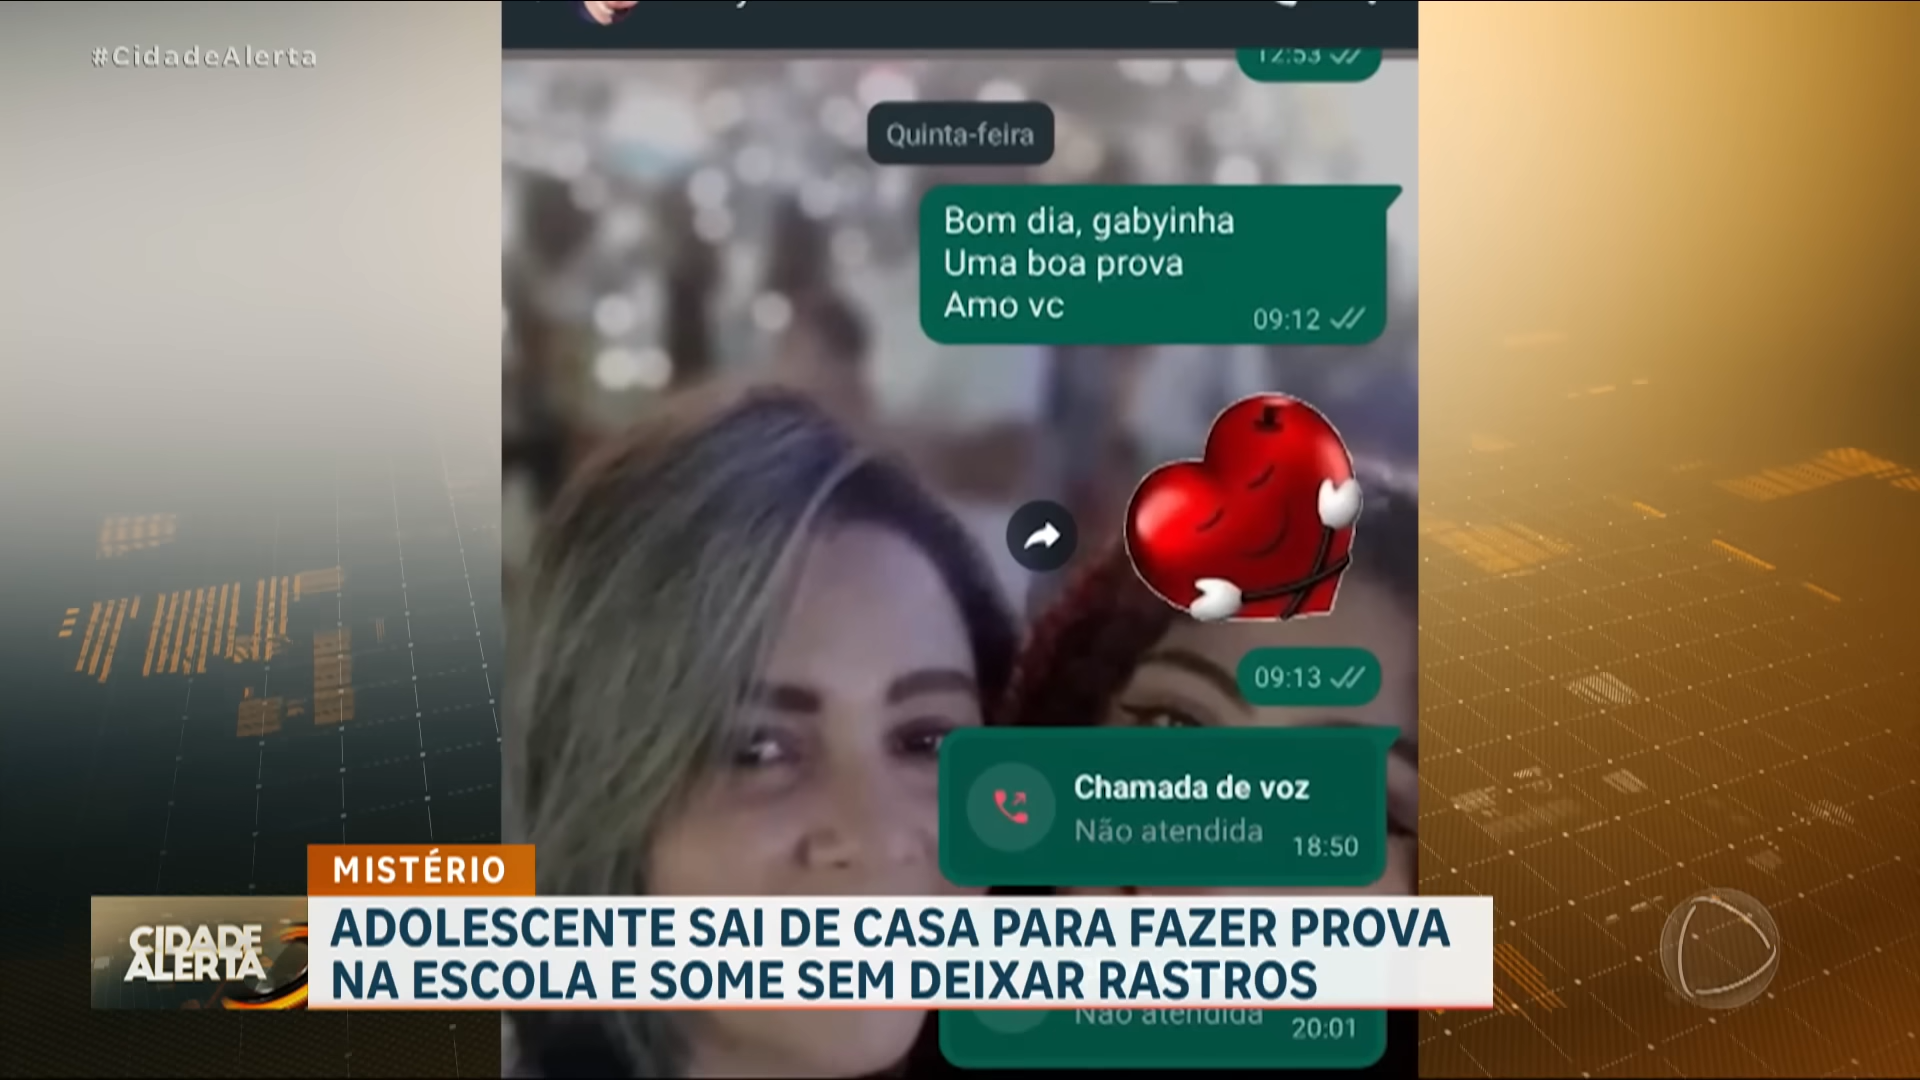 #CidadeAlerta
12:53
Quinta-feira
Bom dia, gabyinha
Uma boa prova
Amo vc
09:12
09:13
Chamada de voz
Não atendida
18:50
MISTÉRIO
CIDADE
ALERTA
ADOLESCENTE SAI DE CASA PARA FAZER PROVA
NA ESCOLA E SOME SEM DEIXAR RASTROS
Não atendida
20:01